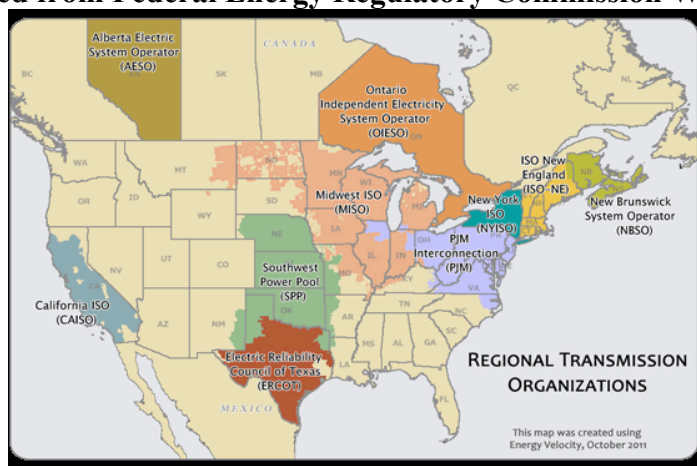 ed from Federal Energy Regulatory Commission W
Alberta Electric
System Operator
(AESO)
CANADA
BC
SK
MB
NL
QC
Ontario
Independent Electricity
System Operator
(OIESO)
ON
WA
MT
ND
MN
OR
ID
WY
SD
WI
MI
Midwest ISO
(MISO)
ISO New
England
(ISO-NE)
NB
NH
New York
ISO
(NYISO)
New Brunswick
System Operator
(NBSO)
NE
IA
IL
IN
OH
PA
PJM
Interconnection
(PJM)
NV
UT
CO
CA
California ISO
(CAISO)
Southwest
Power Pool
(SPP)
MO
KY
VA
AZ
NM
OK
AR
TN
NC
SC
MS
AL
GA
LA
FL
Electric Reliability
Council of Texas
(ERCOT)
MEXICO
REGIONAL TRANSMISSION
ORGANIZATIONS
This map was created using
Energy Velocity, October 2011